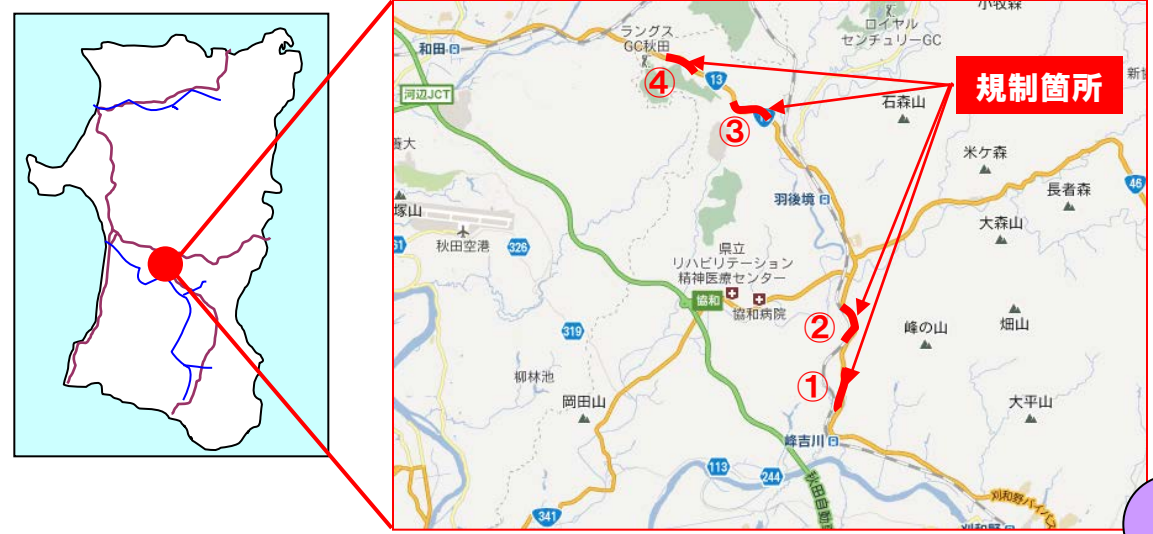 小牧森
ラングス
GC秋田
ロイヤル
センチュリーGC
和田
④
13
規制箇所
河辺JCT
石森山
③
養大
米ケ森
46
長者森
羽後境
塚山
大森山
秋田空港
326
県立
リハビリテーション
精神医療センター
協和
協和病院
②
峰の山
畑山
319
柳林池
①
岡田山
大平山
峰吉川
113
244
秋田自動
341
刈和野バイパス
刈和野